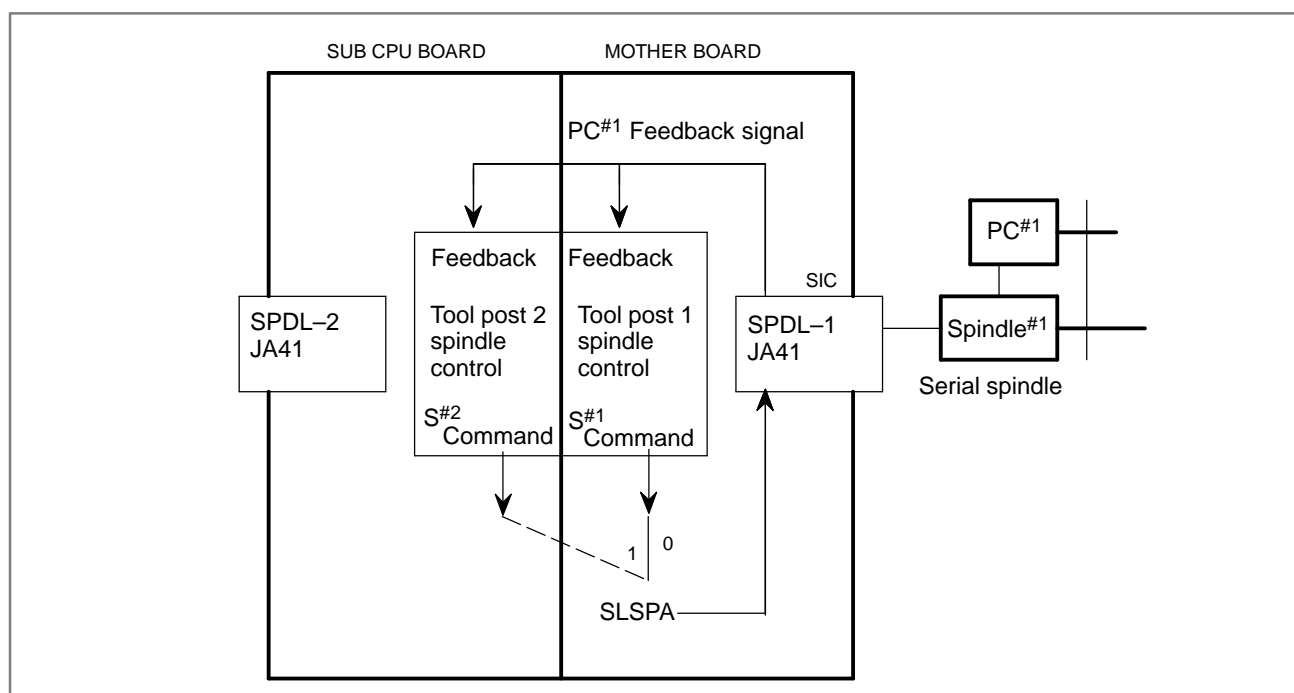 SUB CPU BOARD
MOTHER BOARD
PC#1 Feedback signal
PC#1
Feedback
Feedback
SIC
SPDL–2
JA41
Tool post 2
spindle
control
Tool post 1
spindle
control
SPDL–1
JA41
Spindle#1
Serial spindle
S#2
Command
S#1
Command
1
0
SLSPA